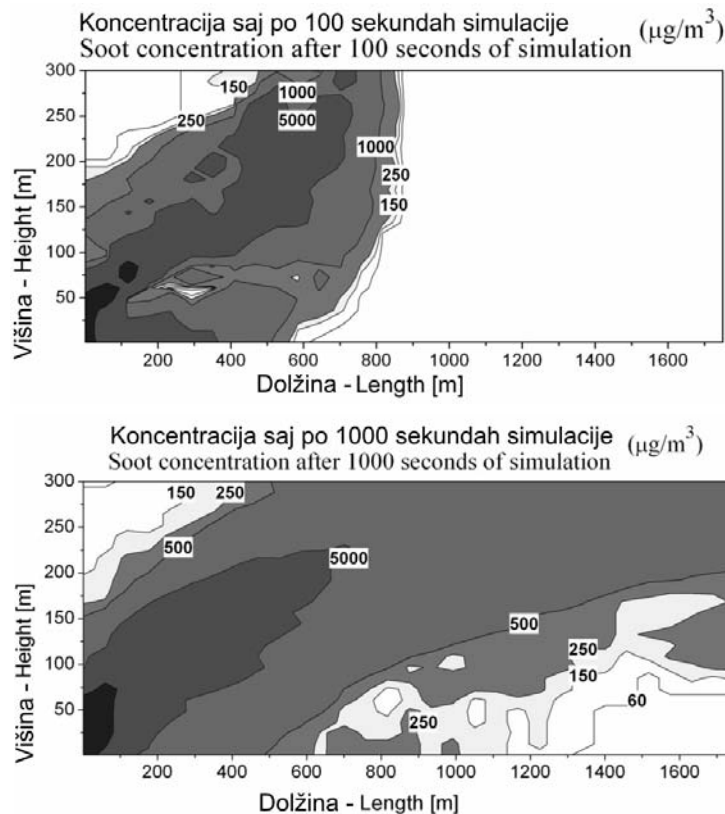 Koncentracija saj po 100 sekundah simulacije (μg/m³)
Soot concentration after 100 seconds of simulation
Višina - Height [m]
300
250
200
150
100
50
150
250
1000
5000
1000
250
150
200 400 600 800 1000 1200 1400 1600
Dolžina - Length [m]
Koncentracija saj po 1000 sekundah simulacije (μg/m³)
Soot concentration after 1000 seconds of simulation
Višina - Height [m]
300
250
200
150
100
50
150 250
500
5000
500
250
150
60
250
200 400 600 800 1000 1200 1400 1600
Dolžina - Length [m]